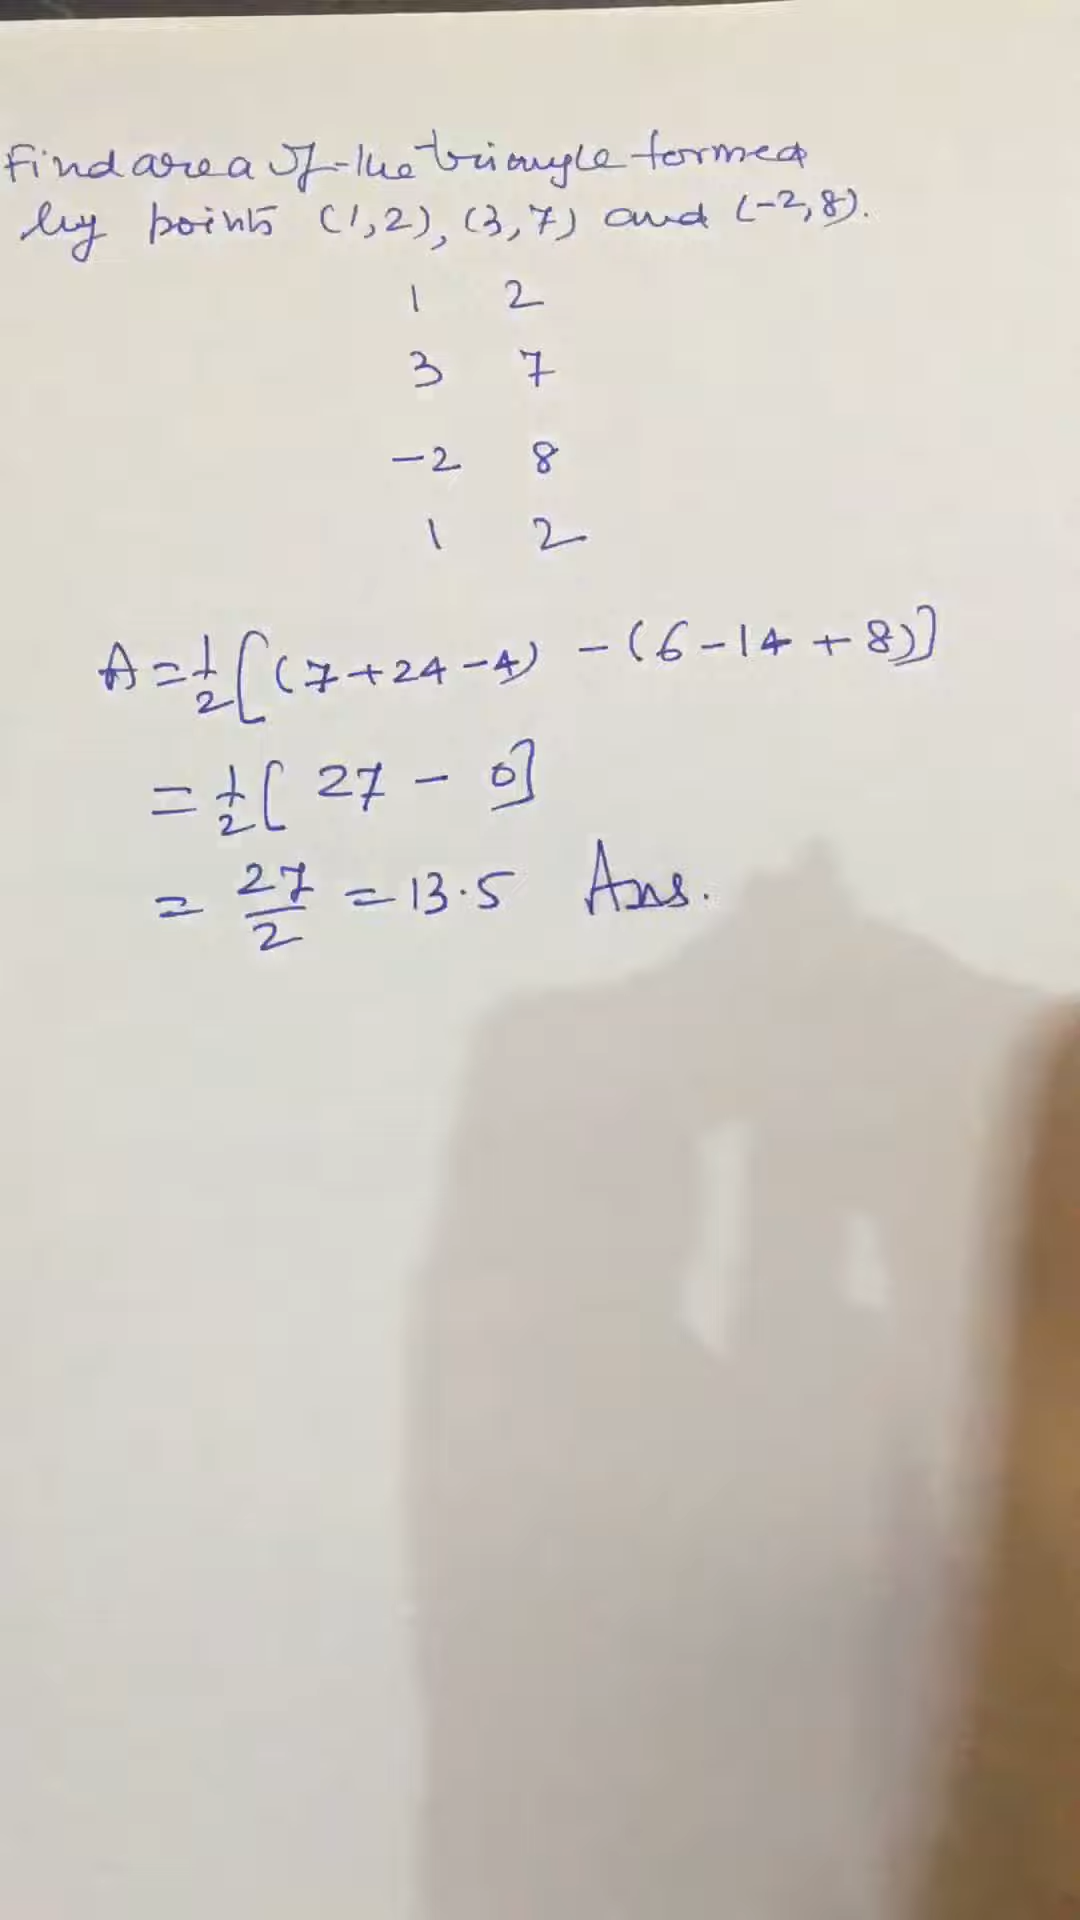 Find area of the triangle formed
by points (1,2), (3,7) and (-2,8).
1 2
3 7
-2 8
1 2
A = 1/2 [(7+24-4) - (6-14+8)]
= 1/2 [27 - 0]
= 27/2 = 13.5 Ans.